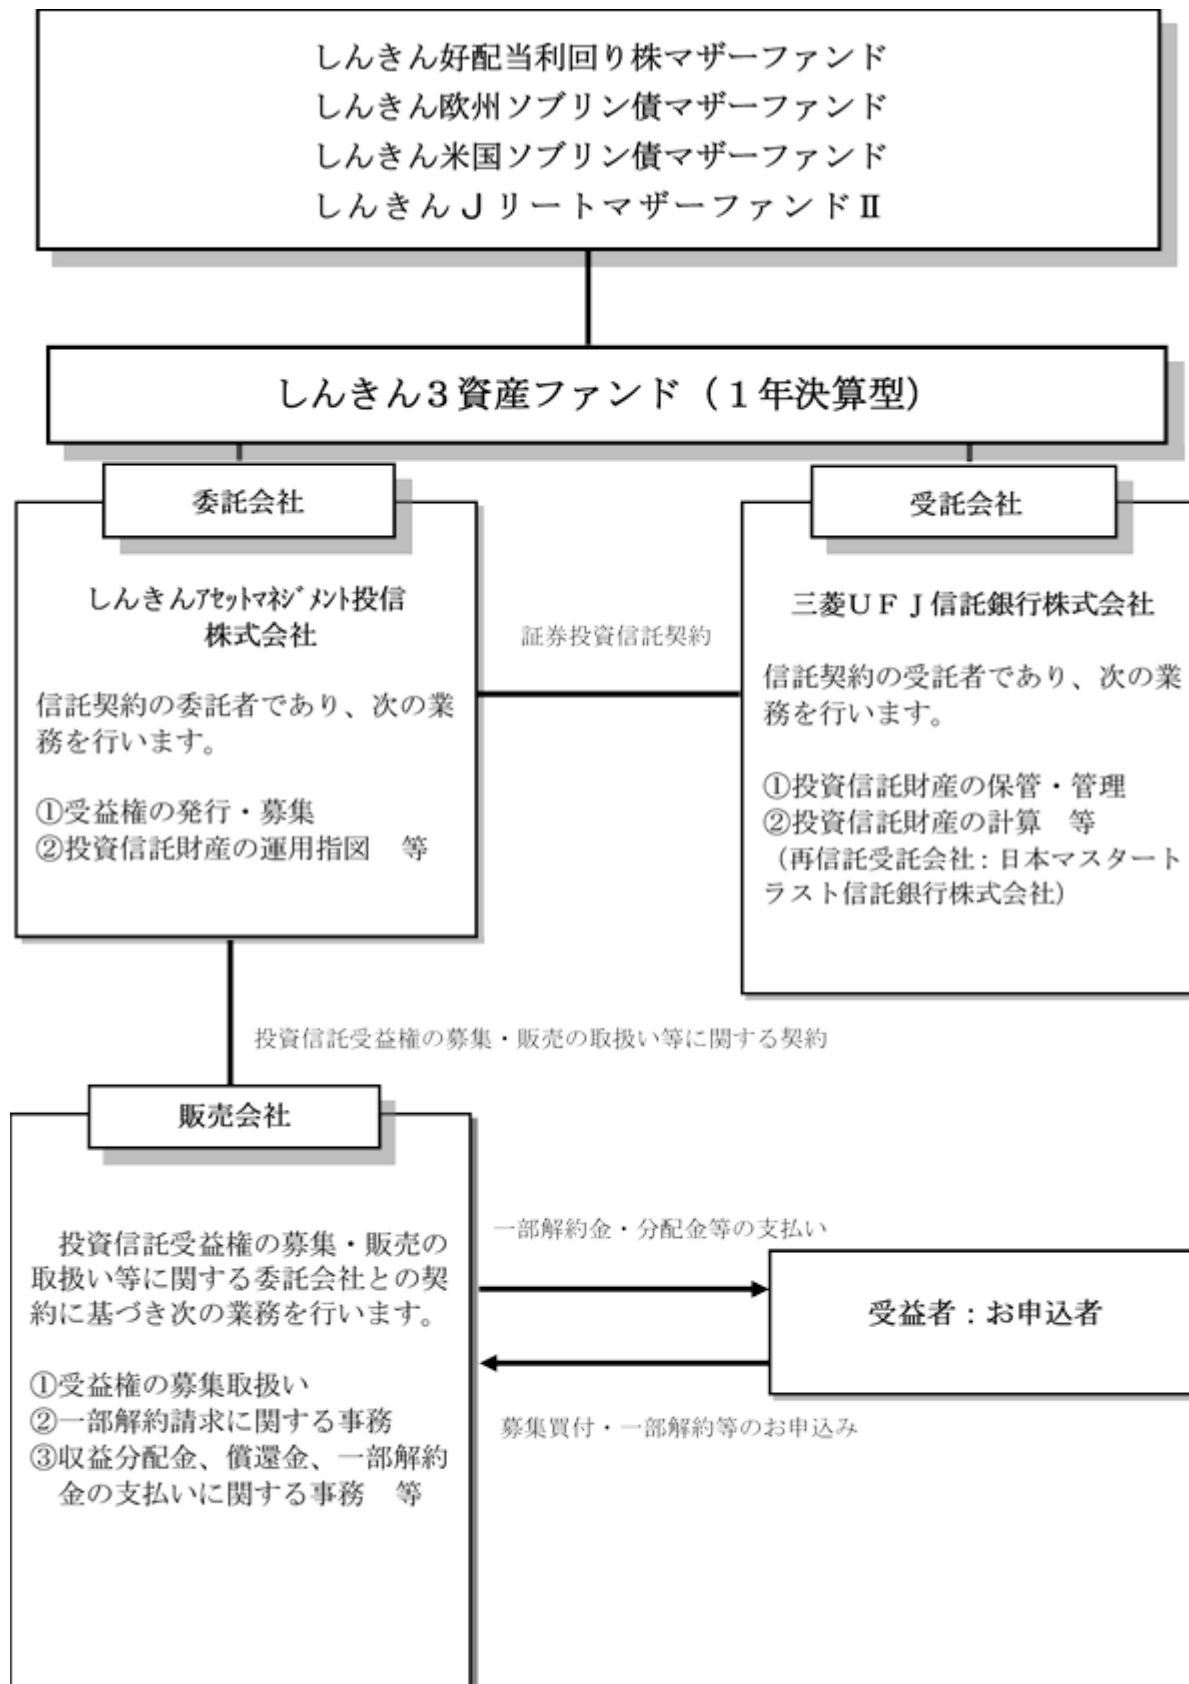 しんきん好配当利回り株マザーファンド
しんきん欧州ソブリン債マザーファンド
しんきん米国ソブリン債マザーファンド
しんきんJリートマザーファンドⅡ
しんきん3資産ファンド(1年決算型)
委託会社
しんきんアセットマネジメント投信
株式会社
信託契約の委託者であり、次の業
務を行います。
①受益権の発行・募集
②投資信託財産の運用指図 等
証券投資信託契約
受託会社
三菱UFJ信託銀行株式会社
信託契約の受託者であり、次の業
務を行います。
①投資信託財産の保管・管理
②投資信託財産の計算 等
(再信託受託会社:日本マスタート
ラスト信託銀行株式会社)
投資信託受益権の募集・販売の取扱い等に関する契約
販売会社
投資信託受益権の募集・販売の
取扱い等に関する委託会社との契
約に基づき次の業務を行います。
①受益権の募集取扱い
②一部解約請求に関する事務
③収益分配金、償還金、一部解約
金の支払いに関する事務 等
一部解約金・分配金等の支払い
受益者:お申込者
募集買付・一部解約等のお申込み